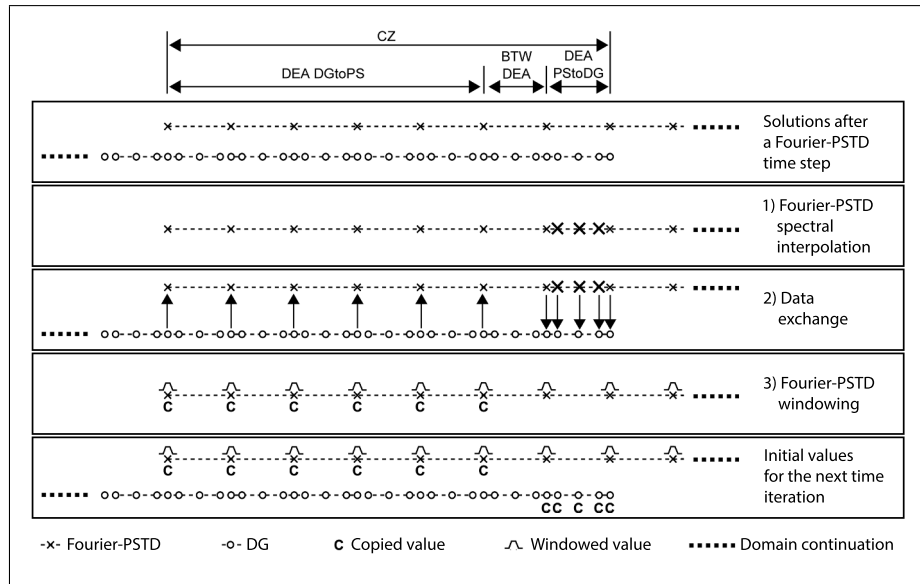 CZ
DEA DGtoPS
BTW
DEA
DEA
PStoDG
Solutions after
a Fourier-PSTD
time step
1) Fourier-PSTD
spectral
interpolation
2) Data
exchange
3) Fourier-PSTD
windowing
C C C C C C
Initial values
for the next time
iteration
C C C C C C
CC C CC
Fourier-PSTD
DG
C Copied value
Windowed value
Domain continuation